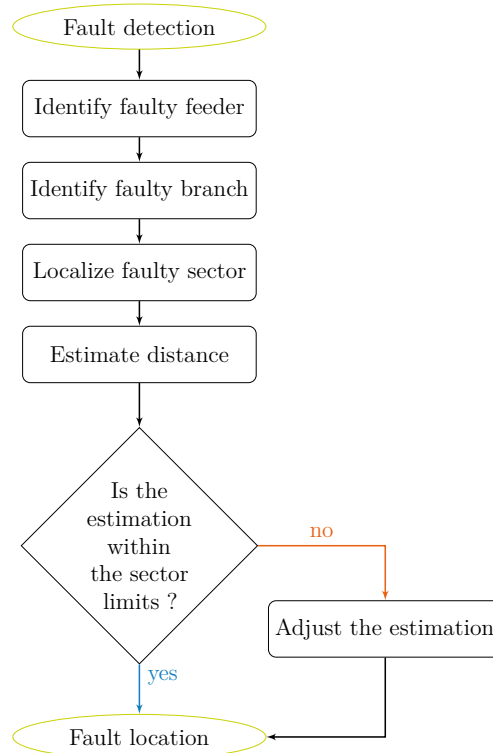 Fault detection
Identify faulty feeder
Identify faulty branch
Localize faulty sector
Estimate distance
Is the
estimation
within
the sector
limits ?
no
Adjust the estimation
yes
Fault location